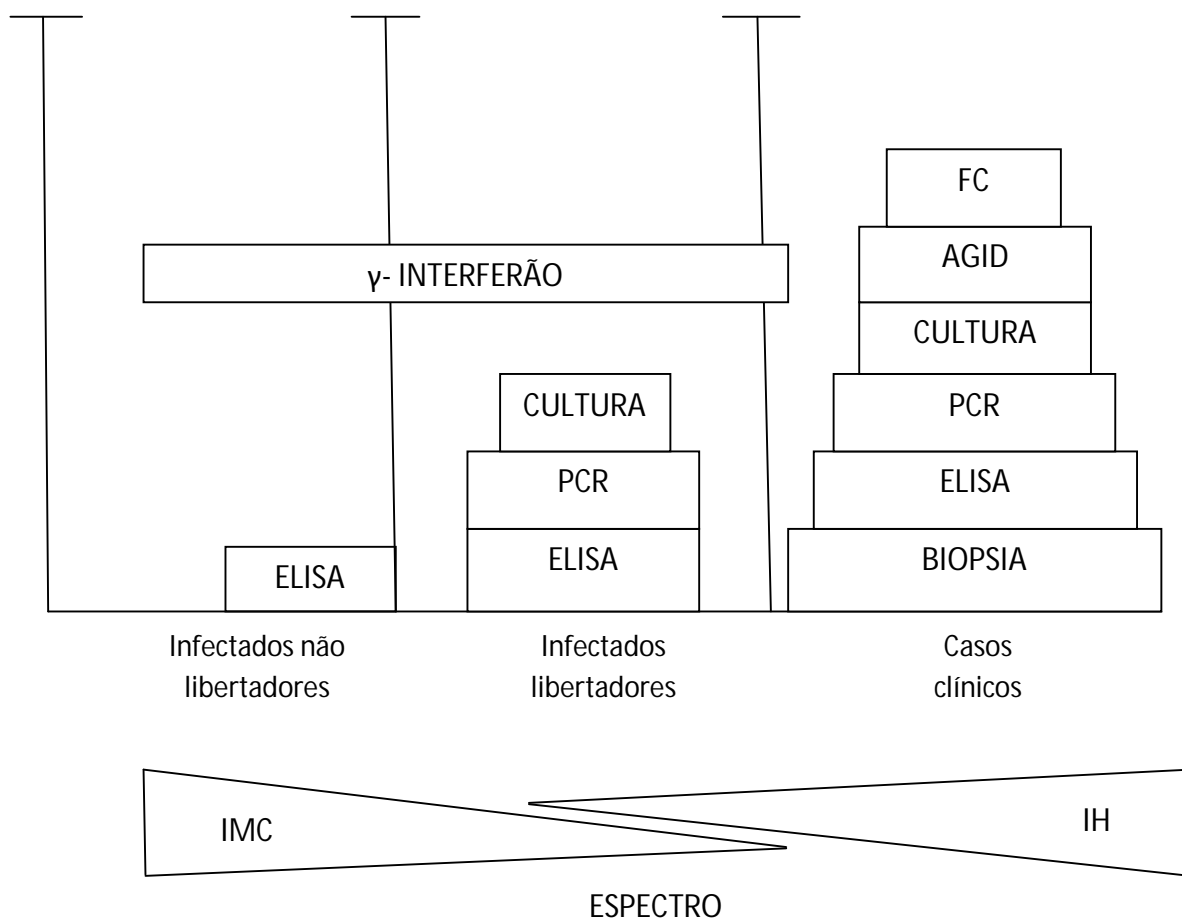 FC
AGID
γ- INTERFERÃO
CULTURA
CULTURA
PCR
PCR
ELISA
ELISA
ELISA
BIOPSIA
Infectados não
libertadores
Infectados
libertadores
Casos
clínicos
IMC
IH
ESPECTRO